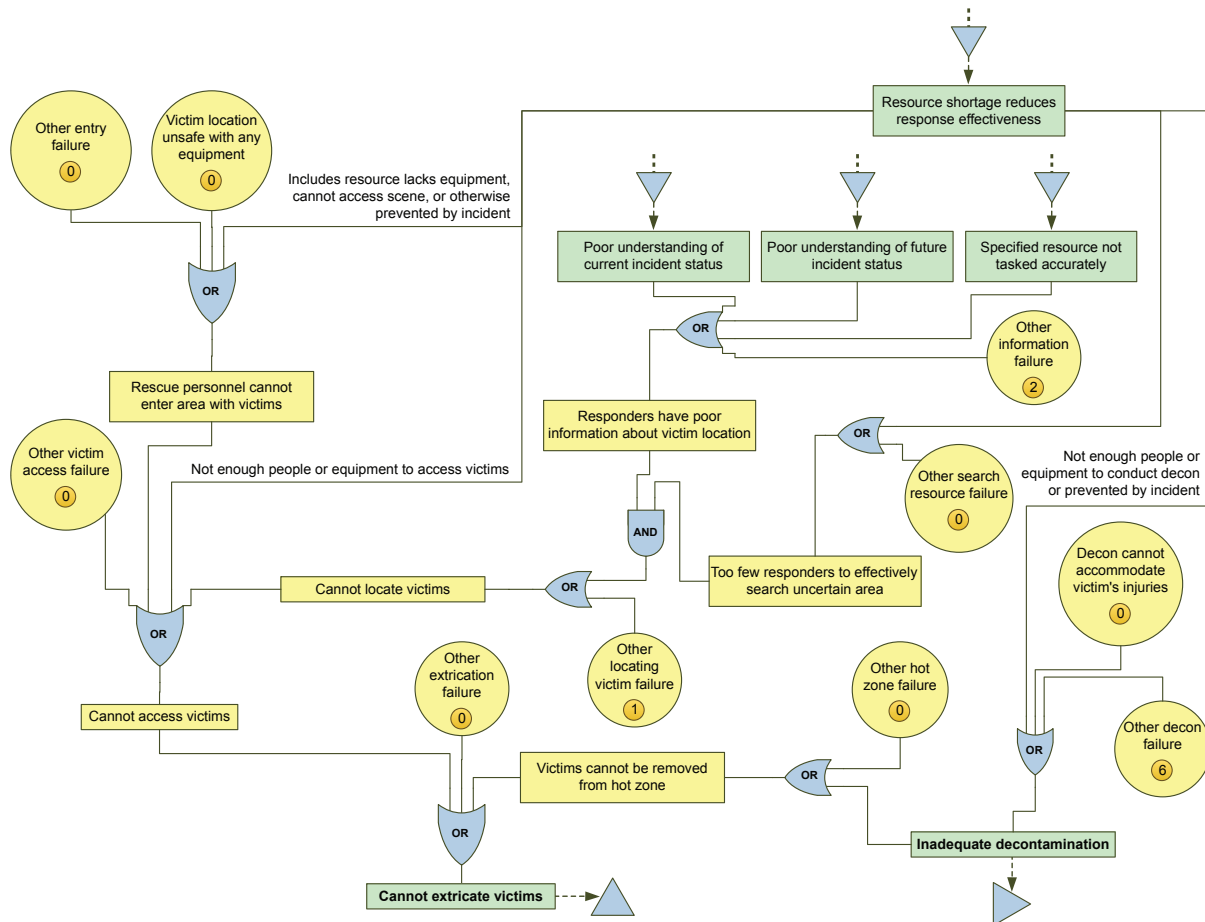 Resource shortage reduces
response effectiveness
Other entry
failure
0
Victim location
unsafe with any
equipment
0
Includes resource lacks equipment,
cannot access scene, or otherwise
prevented by incident
OR
Poor understanding of
current incident status
Poor understanding of future
incident status
Specified resource not
tasked accurately
OR
Other
information
failure
2
Rescue personnel cannot
enter area with victims
Responders have poor
information about victim location
Other victim
access failure
0
Not enough people or equipment to access victims
OR
Other search
resource failure
0
Not enough people or
equipment to conduct decon
or prevented by incident
AND
Too few responders to effectively
search uncertain area
Cannot locate victims
OR
Decon cannot
accommodate
victim's injuries
0
OR
Other
locating
victim failure
1
Other
extrication
failure
0
Other hot
zone failure
0
Cannot access victims
Other decon
failure
6
OR
Victims cannot be removed
from hot zone
OR
OR
Inadequate decontamination
Cannot extricate victims